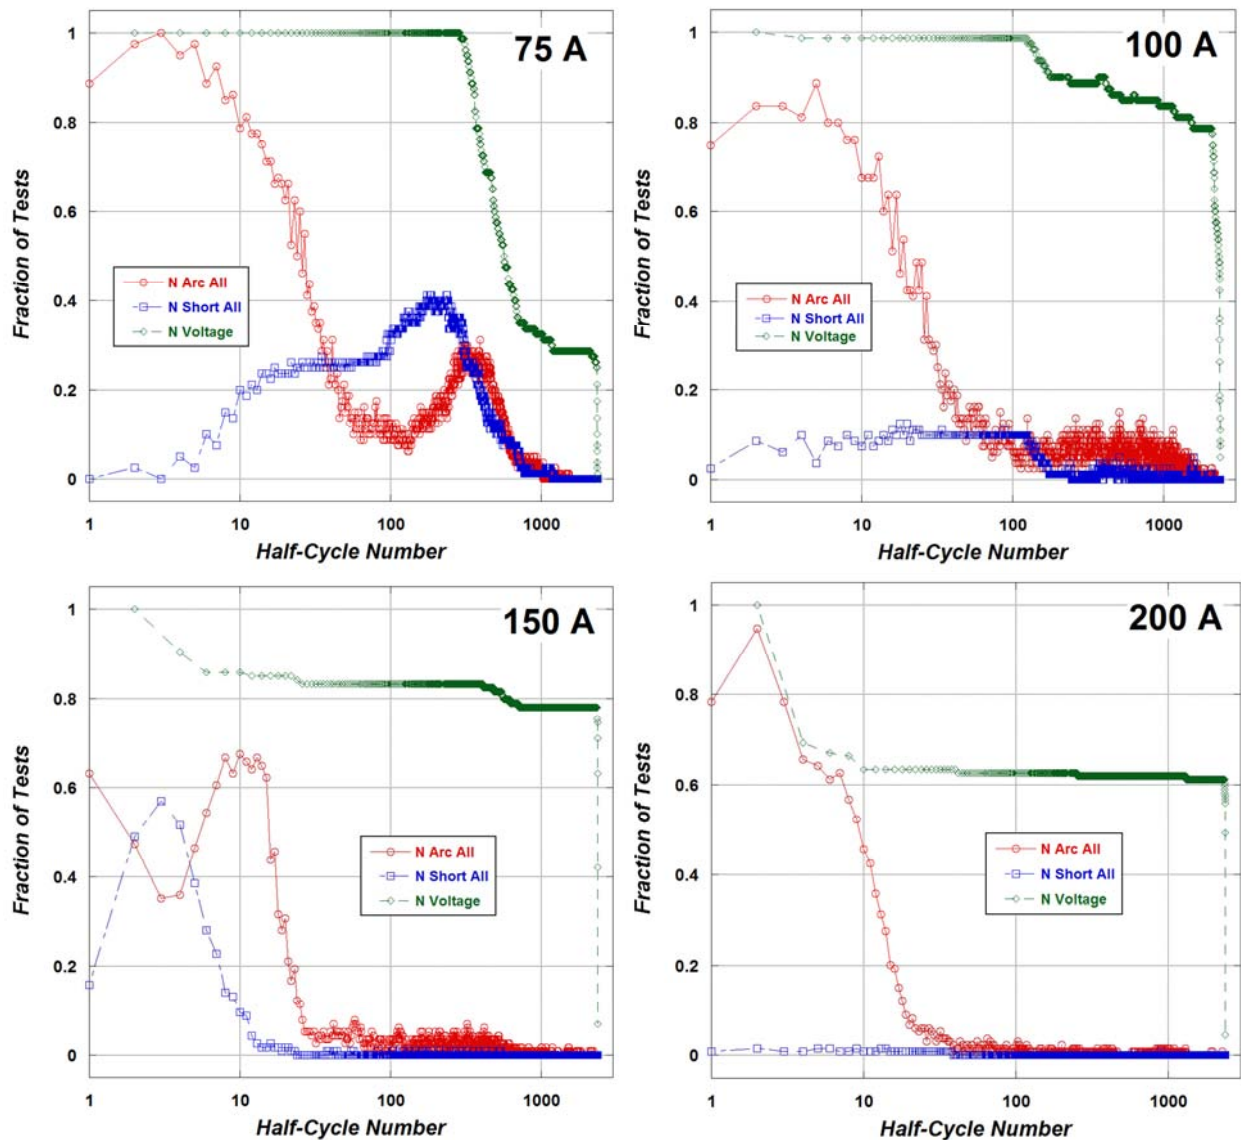 75 A
1
0.8
0.6
0.4
0.2
0
Fraction of Tests
N Arc All
N Short All
N Voltage
1 10 100 1000
Half-Cycle Number
100 A
1
0.8
0.6
0.4
0.2
0
Fraction of Tests
N Arc All
N Short All
N Voltage
1 10 100 1000
Half-Cycle Number
150 A
1
0.8
0.6
0.4
0.2
0
Fraction of Tests
N Arc All
N Short All
N Voltage
1 10 100 1000
Half-Cycle Number
200 A
1
0.8
0.6
0.4
0.2
0
Fraction of Tests
N Arc All
N Short All
N Voltage
1 10 100 1000
Half-Cycle Number